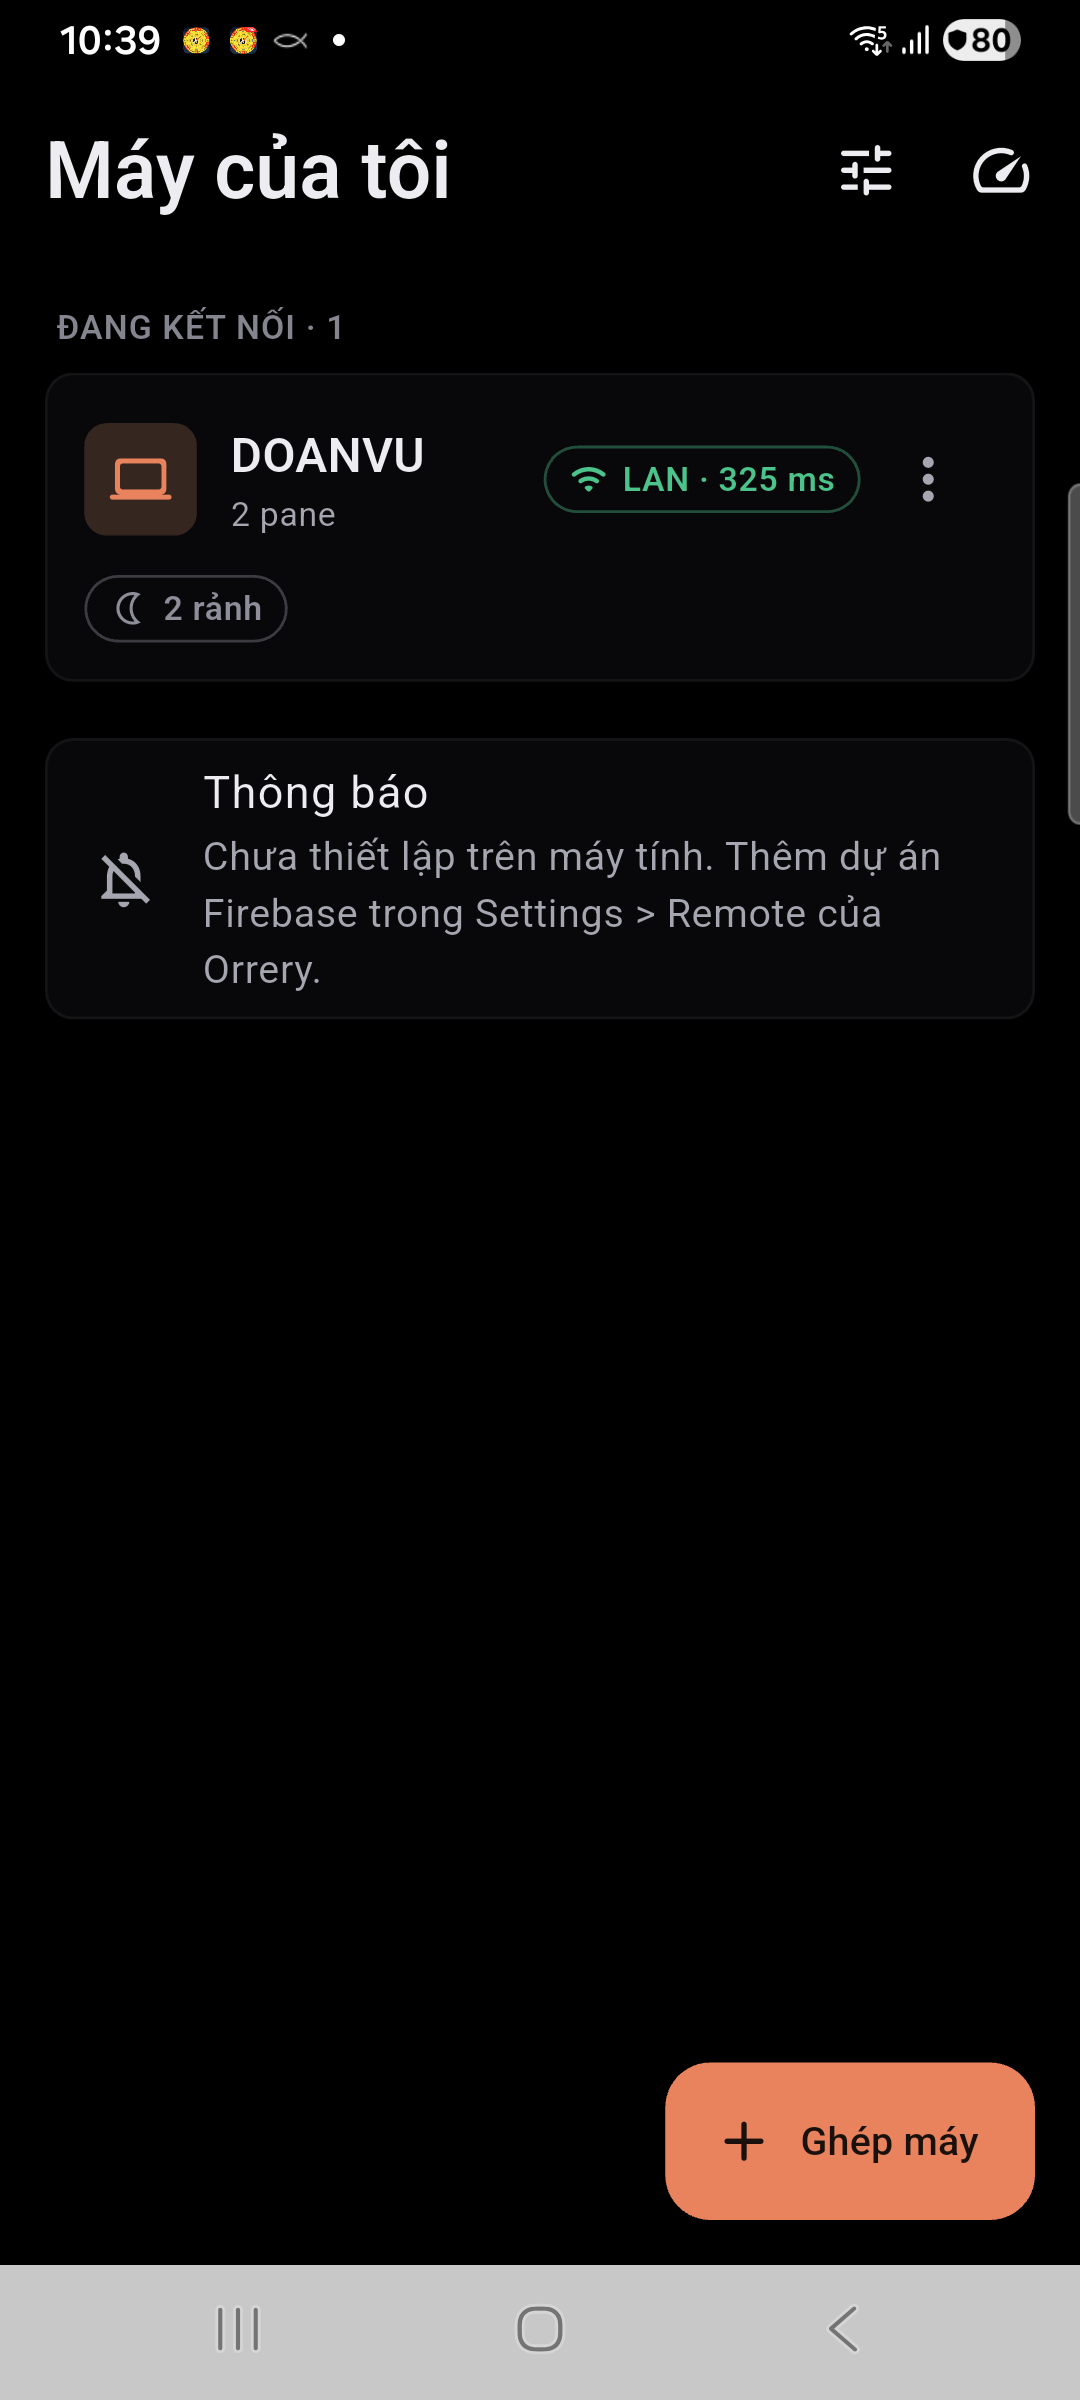 10:39
5
80
Máy của tôi
ĐANG KẾT NỐI · 1
DOANVU
2 pane
LAN · 325 ms
2 rảnh
Thông báo
Chưa thiết lập trên máy tính. Thêm dự án
Firebase trong Settings > Remote của
Orrery.
Ghép máy